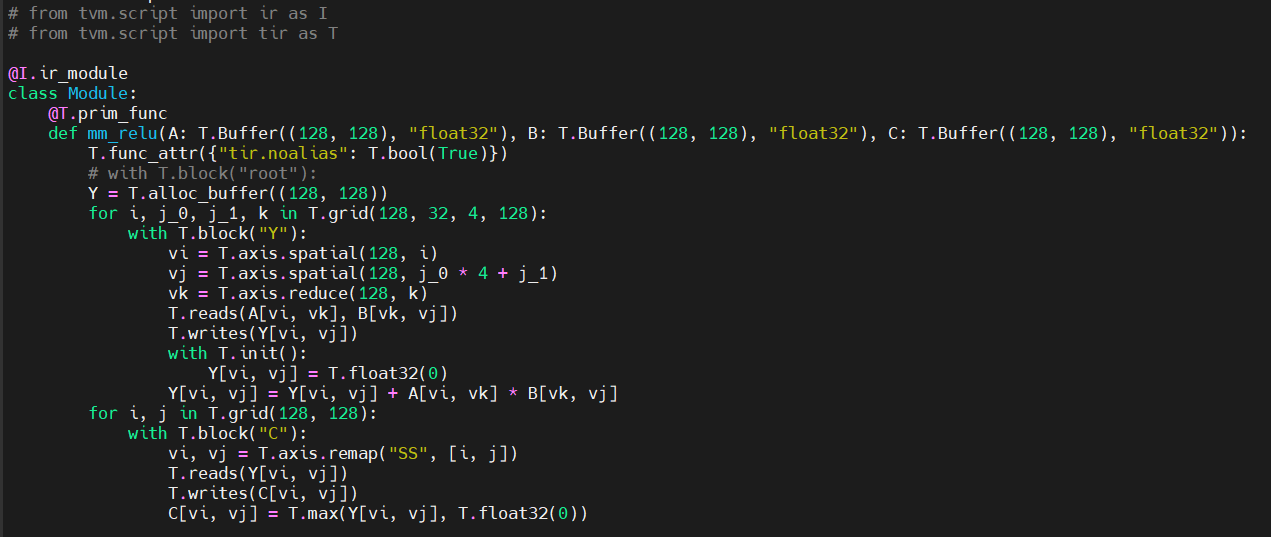 # from tvm.script import ir as I
# from tvm.script import tir as T

@I.ir_module
class Module:
    @T.prim_func
    def mm_relu(A: T.Buffer((128, 128), "float32"), B: T.Buffer((128, 128), "float32"), C: T.Buffer((128, 128), "float32")):
        T.func_attr({"tir.noalias": T.bool(True)})
        # with T.block("root"):
        Y = T.alloc_buffer((128, 128))
        for i, j_0, j_1, k in T.grid(128, 32, 4, 128):
            with T.block("Y"):
                vi = T.axis.spatial(128, i)
                vj = T.axis.spatial(128, j_0 * 4 + j_1)
                vk = T.axis.reduce(128, k)
                T.reads(A[vi, vk], B[vk, vj])
                T.writes(Y[vi, vj])
                with T.init():
                    Y[vi, vj] = T.float32(0)
                Y[vi, vj] = Y[vi, vj] + A[vi, vk] * B[vk, vj]
        for i, j in T.grid(128, 128):
            with T.block("C"):
                vi, vj = T.axis.remap("SS", [i, j])
                T.reads(Y[vi, vj])
                T.writes(C[vi, vj])
                C[vi, vj] = T.max(Y[vi, vj], T.float32(0))